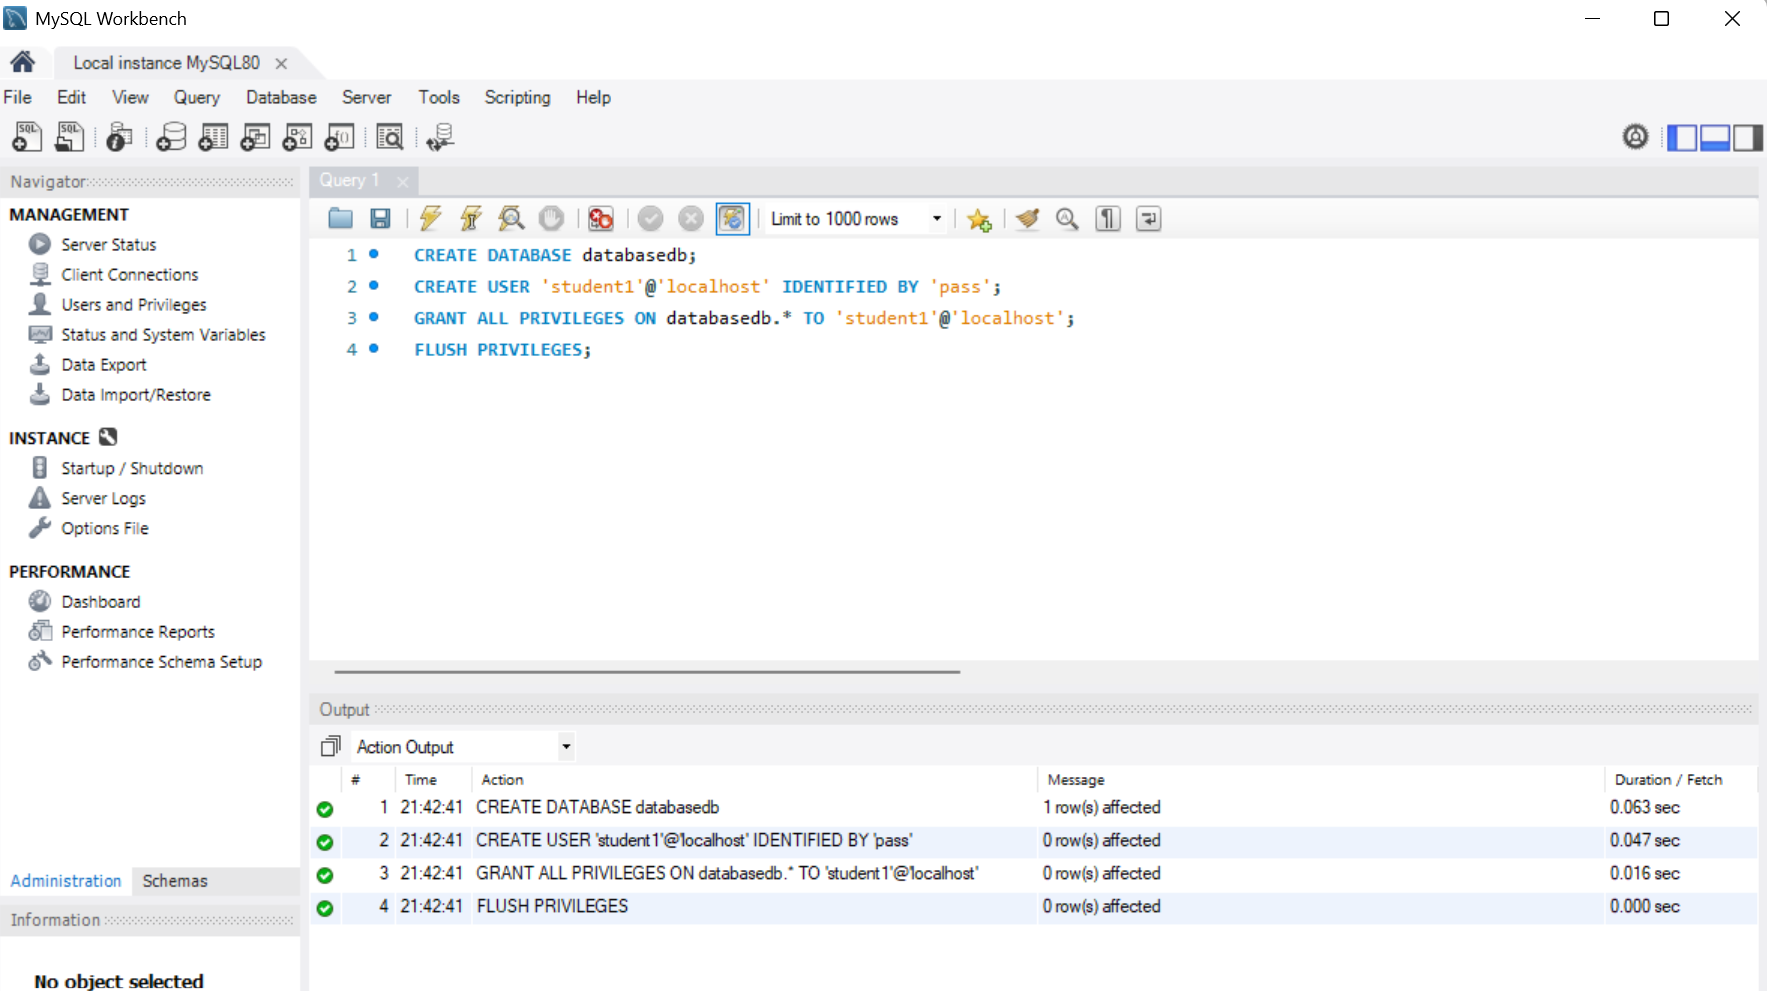 MySQL Workbench
Local instance MySQL80
File Edit View Query Database Server Tools Scripting Help
Navigator
MANAGEMENT
Server Status
Client Connections
Users and Privileges
Status and System Variables
Data Export
Data Import/Restore
INSTANCE
Startup / Shutdown
Server Logs
Options File
PERFORMANCE
Dashboard
Performance Reports
Performance Schema Setup
Administration Schemas
Information
No object selected
Query 1
Limit to 1000 rows
1 CREATE DATABASE databasedb;
2 CREATE USER 'student1'@'localhost' IDENTIFIED BY 'pass';
3 GRANT ALL PRIVILEGES ON databasedb.* TO 'student1'@'localhost';
4 FLUSH PRIVILEGES;
Output
Action Output
# Time Action Message Duration / Fetch
1 21:42:41 CREATE DATABASE databasedb 1 row(s) affected 0.063 sec
2 21:42:41 CREATE USER 'student1'@'localhost' IDENTIFIED BY 'pass' 0 row(s) affected 0.047 sec
3 21:42:41 GRANT ALL PRIVILEGES ON databasedb.* TO 'student1'@'localhost' 0 row(s) affected 0.016 sec
4 21:42:41 FLUSH PRIVILEGES 0 row(s) affected 0.000 sec